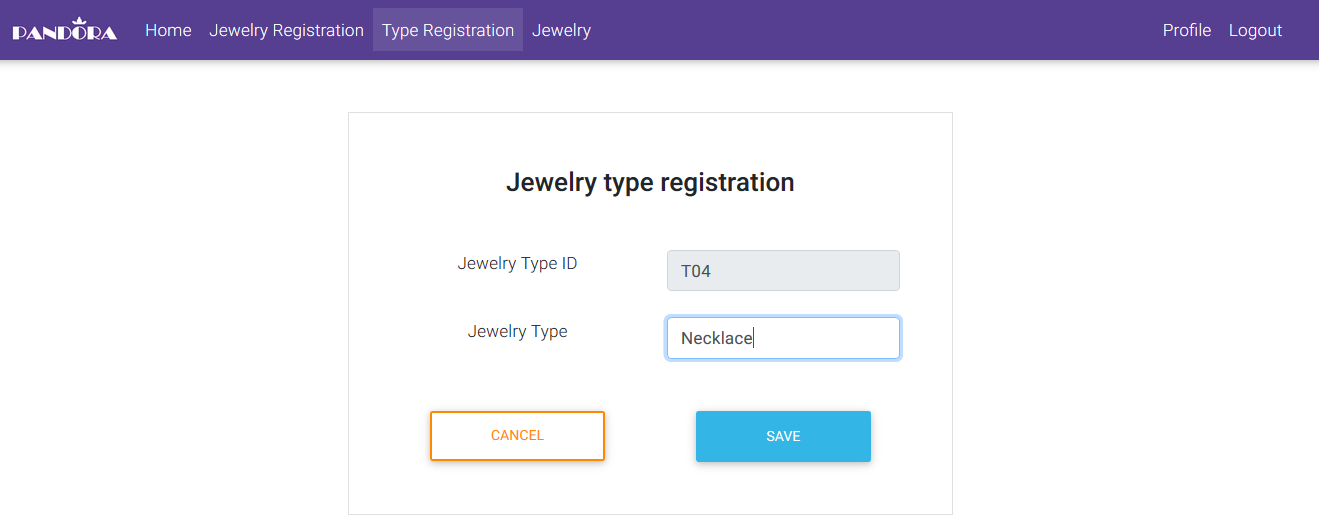 PANDORA Home Jewelry Registration Type Registration Jewelry Profile Logout
Jewelry type registration
Jewelry Type ID T04
Jewelry Type Necklace
CANCEL SAVE